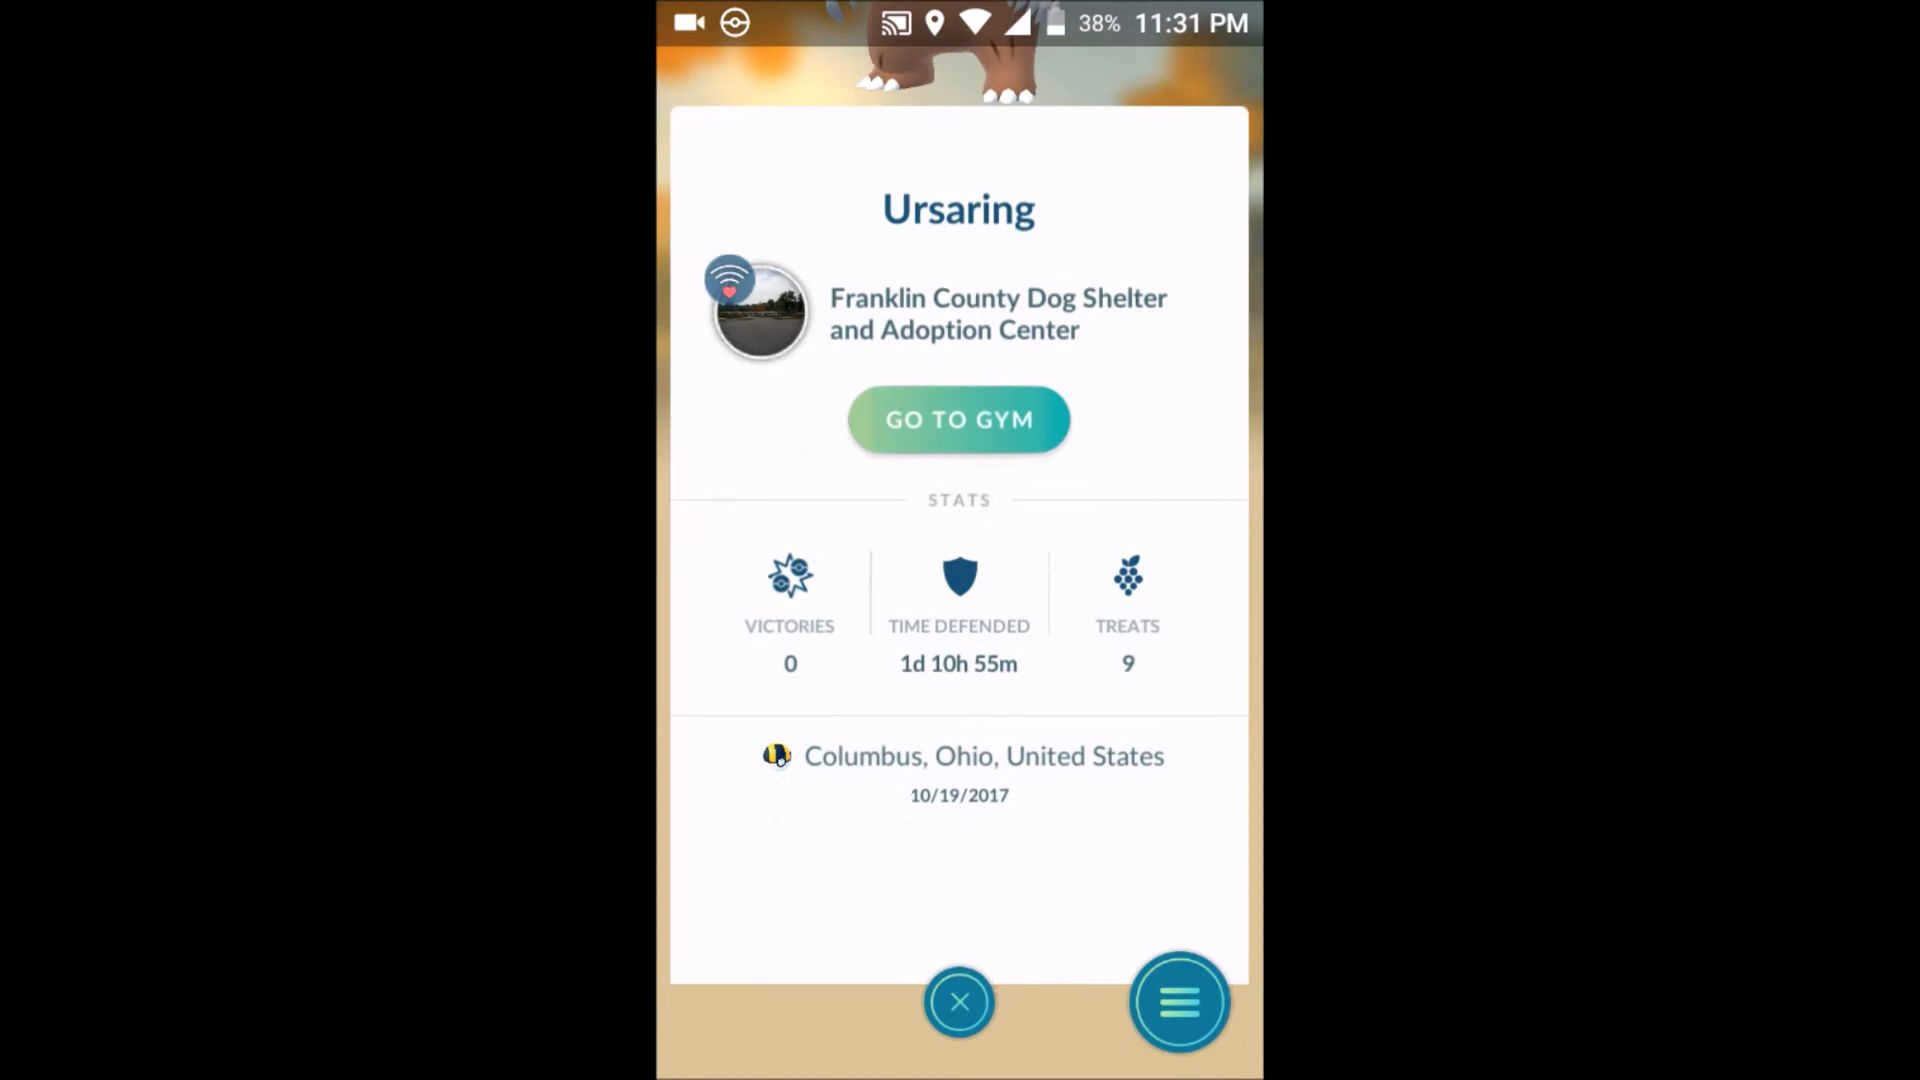 38% 11:31 PM
Ursaring
Franklin County Dog Shelter
and Adoption Center
GO TO GYM
STATS
VICTORIES TIME DEFENDED TREATS
0 1d 10h 55m 9
Columbus, Ohio, United States
10/19/2017